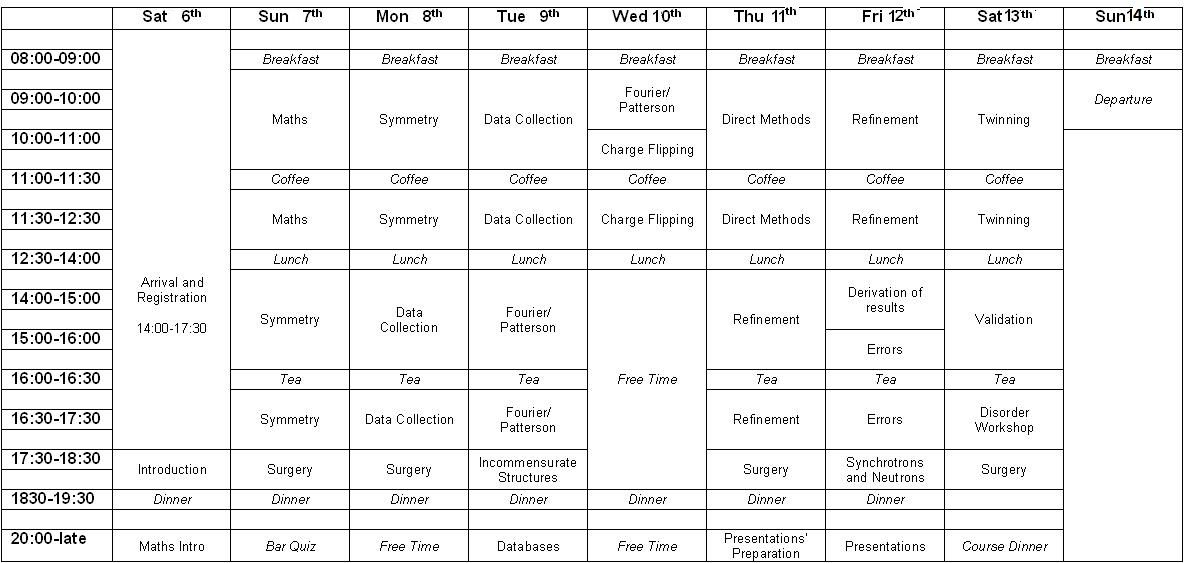 Sat 6th Sun 7th Mon 8th Tue 9th Wed 10th Thu 11th Fri 12th Sat 13th Sun 14th
08:00-09:00 Breakfast Breakfast Breakfast Breakfast Breakfast Breakfast Breakfast Breakfast
09:00-10:00 Fourier/
Patterson Departure
Maths Symmetry Data Collection Direct Methods Refinement Twinning
10:00-11:00 Charge Flipping
11:00-11:30 Coffee Coffee Coffee Coffee Coffee Coffee Coffee
11:30-12:30 Maths Symmetry Data Collection Charge Flipping Direct Methods Refinement Twinning
12:30-14:00 Lunch Lunch Lunch Lunch Lunch Lunch Lunch
Arrival and
Registration
14:00-17:30
14:00-15:00 Derivation of
results
Symmetry Data
Collection Fourier/
Patterson Refinement Validation
15:00-16:00 Errors
16:00-16:30 Tea Tea Tea Free Time Tea Tea Tea
16:30-17:30 Symmetry Data Collection Fourier/
Patterson Refinement Errors Disorder
Workshop
17:30-18:30 Introduction Surgery Surgery Incommensurate
Structures Surgery Synchrotrons
and Neutrons Surgery
1830-19:30 Dinner Dinner Dinner Dinner Dinner Dinner Dinner
20:00-late Maths Intro Bar Quiz Free Time Databases Free Time Presentations'
Preparation Presentations Course Dinner